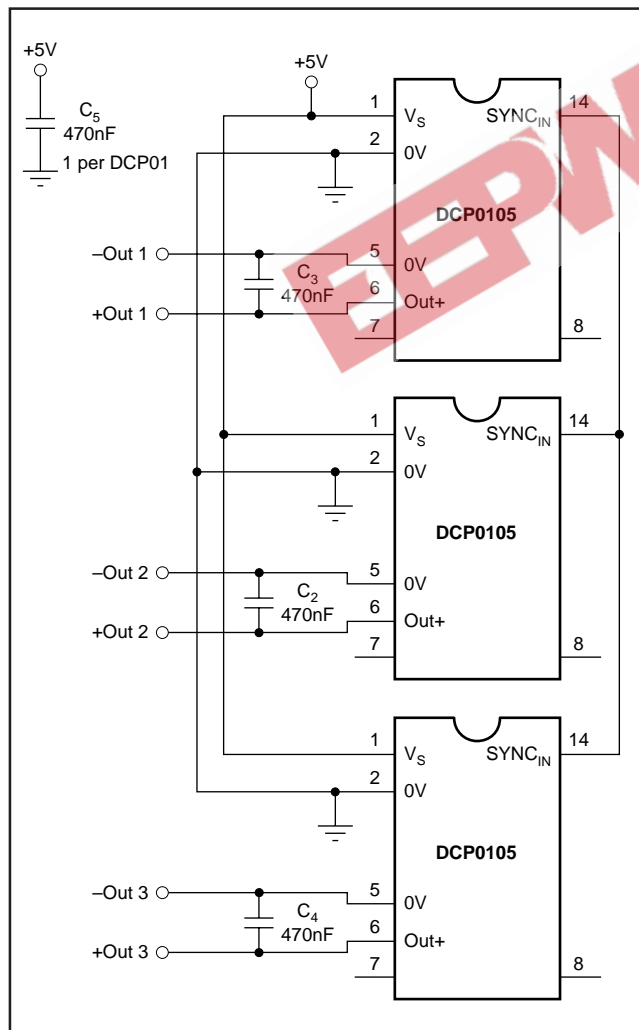 +5V
C5
470nF
1 per DCP01
+5V
1
VS
SYNCIN
14
2
0V
DCP0105
–Out 1
5
0V
C3
470nF
+Out 1
6
Out+
7
8
EEPW
1
VS
SYNCIN
14
2
0V
DCP0105
–Out 2
5
0V
C2
470nF
+Out 2
6
Out+
7
8
1
VS
SYNCIN
14
2
0V
DCP0105
–Out 3
5
0V
C4
470nF
+Out 3
6
Out+
7
8